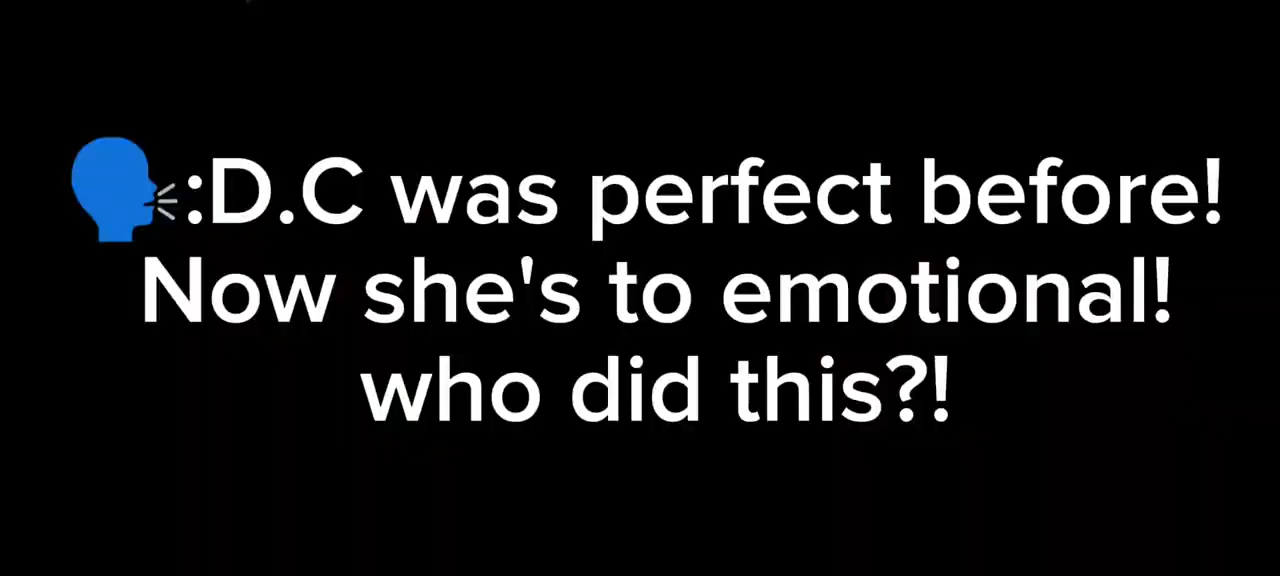 🗣:D.C was perfect before!
Now she's to emotional!
who did this?!